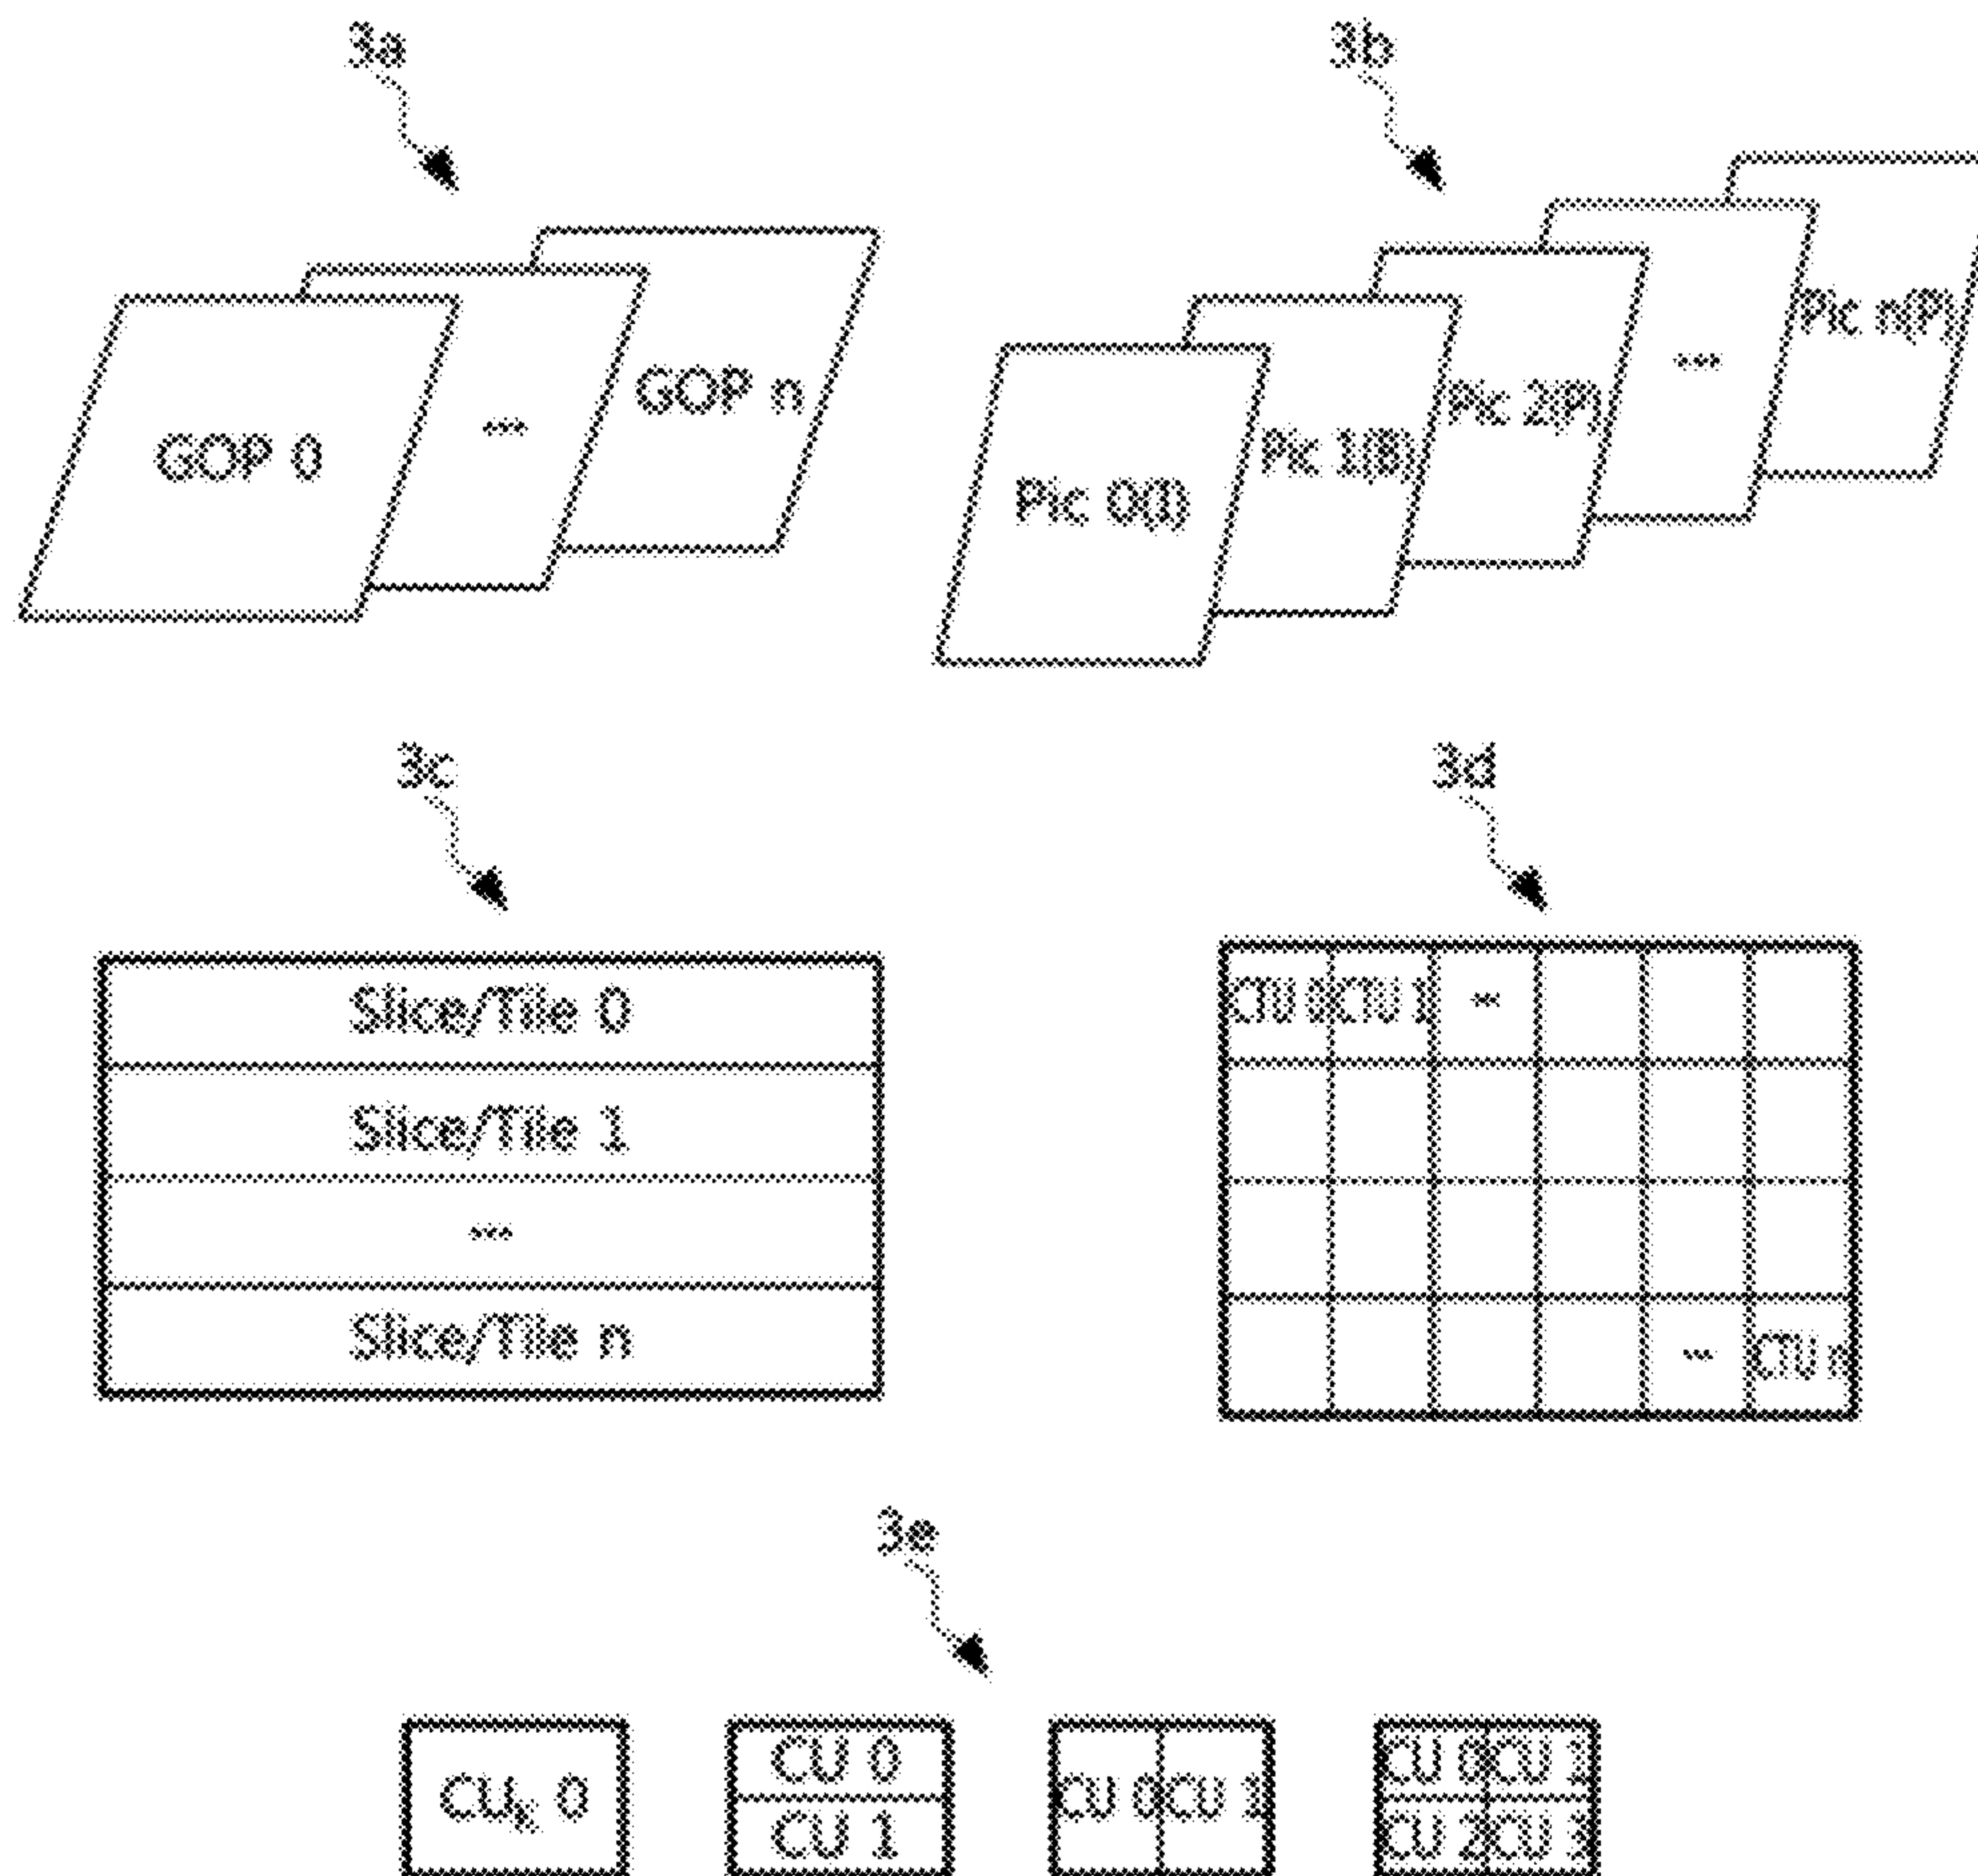 3a
3b
GOP 0
...
GOP n
Pic 0(I)
Pic 1(B)
Pic 2(P)
...
Pic n(P)
3c
3d
Slice/Tile 0
Slice/Tile 1
...
Slice/Tile n
CTU 0 CTU 1 ...
... CTU n
3e
CU 0
CU 0
CU 1
CU 0 CU 1
CU 0 CU 1
CU 2 CU 3